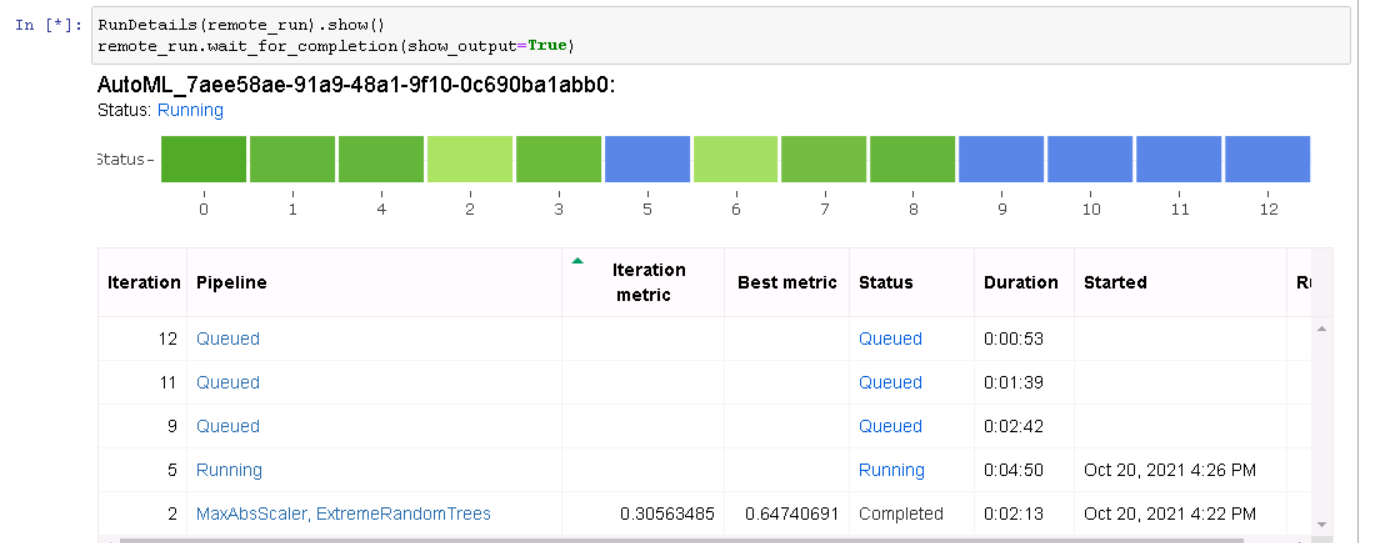 In [*]: RunDetails(remote_run).show()
remote_run.wait_for_completion(show_output=True)
AutoML_7aee58ae-91a9-48a1-9f10-0c690ba1abb0:
Status: Running
Status
0 1 4 2 3 5 6 7 8 9 10 11 12
Iteration Pipeline Iteration metric Best metric Status Duration Started
12 Queued Queued 0:00:53
11 Queued Queued 0:01:39
9 Queued Queued 0:02:42
5 Running Running 0:04:50 Oct 20, 2021 4:26 PM
2 MaxAbsScaler, ExtremeRandomTrees 0.30563485 0.64740691 Completed 0:02:13 Oct 20, 2021 4:22 PM